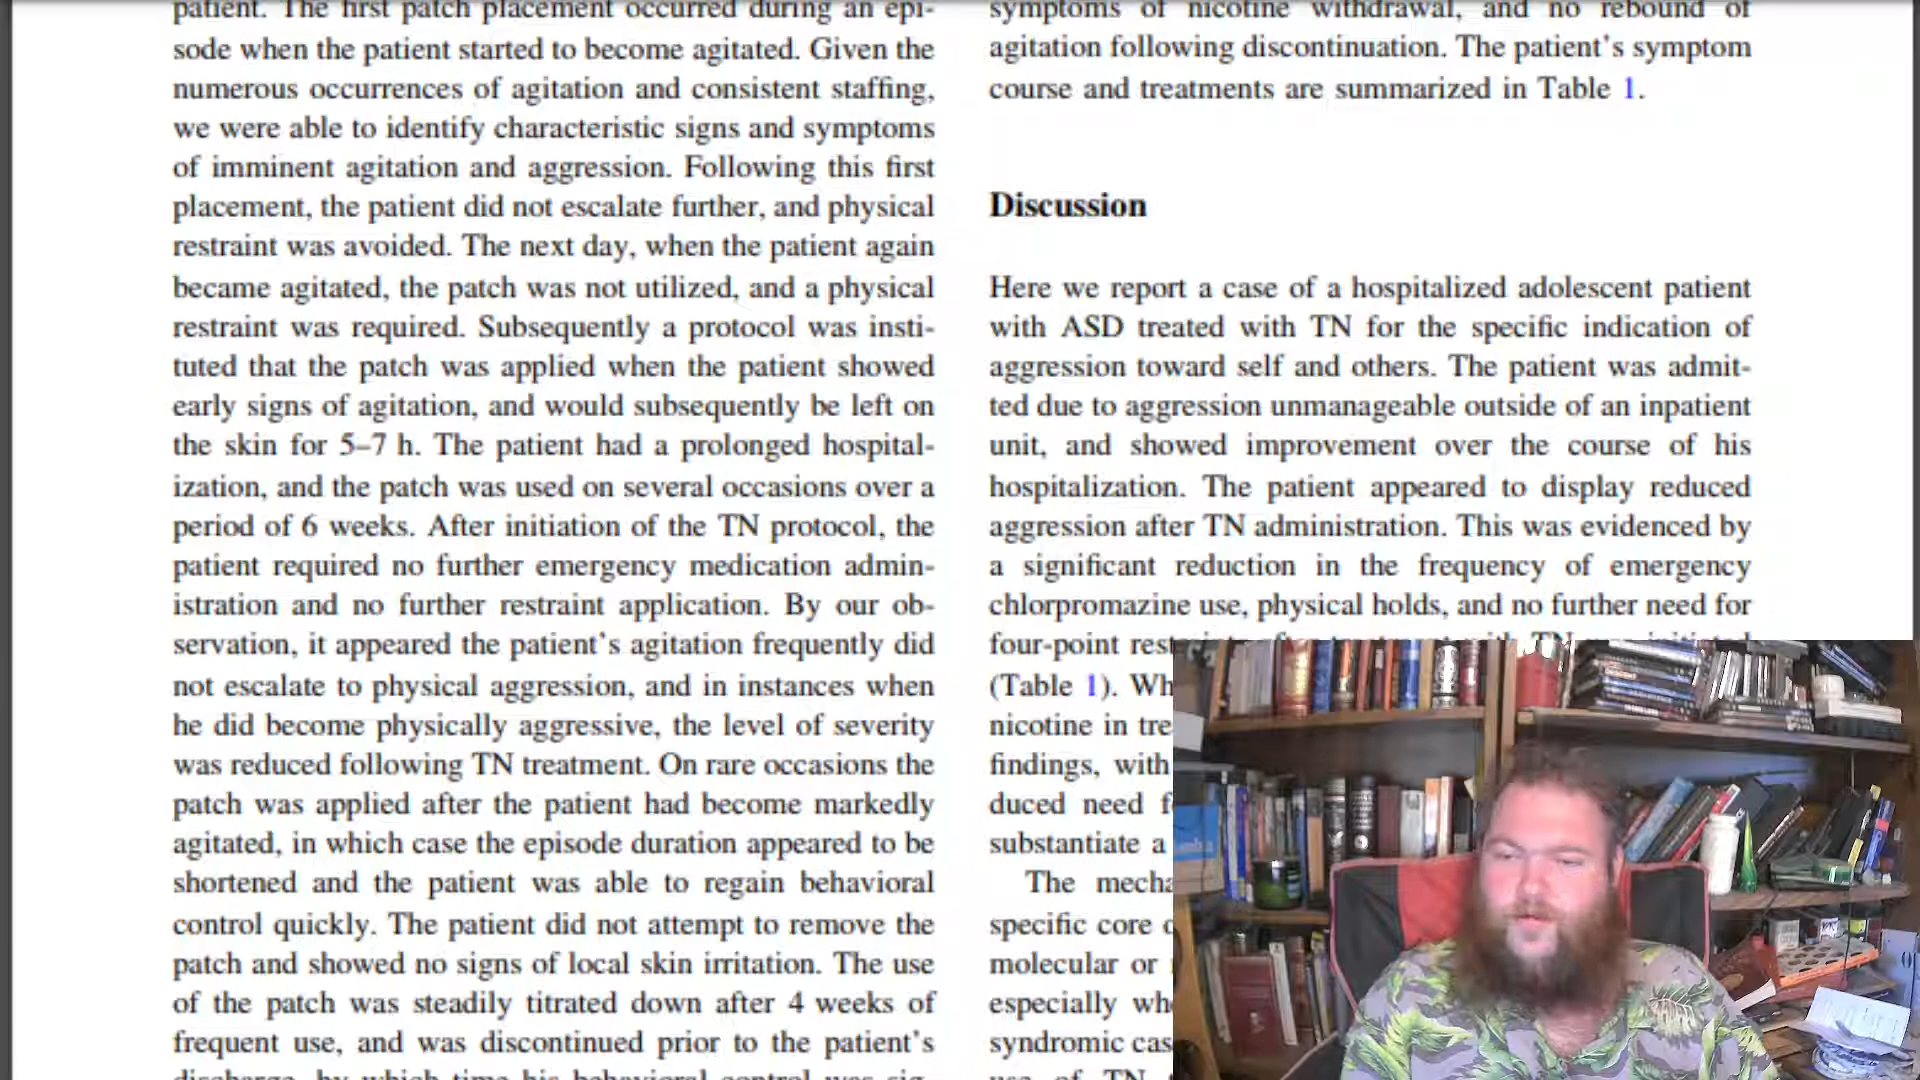 patient. The first patch placement occurred during an epi-
sode when the patient started to become agitated. Given the
numerous occurrences of agitation and consistent staffing,
we were able to identify characteristic signs and symptoms
of imminent agitation and aggression. Following this first
placement, the patient did not escalate further, and physical
restraint was avoided. The next day, when the patient again
became agitated, the patch was not utilized, and a physical
restraint was required. Subsequently a protocol was insti-
tuted that the patch was applied when the patient showed
early signs of agitation, and would subsequently be left on
the skin for 5–7 h. The patient had a prolonged hospital-
ization, and the patch was used on several occasions over a
period of 6 weeks. After initiation of the TN protocol, the
patient required no further emergency medication admin-
istration and no further restraint application. By our ob-
servation, it appeared the patient's agitation frequently did
not escalate to physical aggression, and in instances when
he did become physically aggressive, the level of severity
was reduced following TN treatment. On rare occasions the
patch was applied after the patient had become markedly
agitated, in which case the episode duration appeared to be
shortened and the patient was able to regain behavioral
control quickly. The patient did not attempt to remove the
patch and showed no signs of local skin irritation. The use
of the patch was steadily titrated down after 4 weeks of
frequent use, and was discontinued prior to the patient's
discharge, by which time his behavioral control was sig-
symptoms of nicotine withdrawal, and no rebound of
agitation following discontinuation. The patient's symptom
course and treatments are summarized in Table 1.
Discussion
Here we report a case of a hospitalized adolescent patient
with ASD treated with TN for the specific indication of
aggression toward self and others. The patient was admit-
ted due to aggression unmanageable outside of an inpatient
unit, and showed improvement over the course of his
hospitalization. The patient appeared to display reduced
aggression after TN administration. This was evidenced by
a significant reduction in the frequency of emergency
chlorpromazine use, physical holds, and no further need for
four-point
(Table 1). Wh
nicotine in tre
findings, with
duced need f
substantiate a
The mecha
specific core
molecular or
especially wh
syndromic cas
use of TN